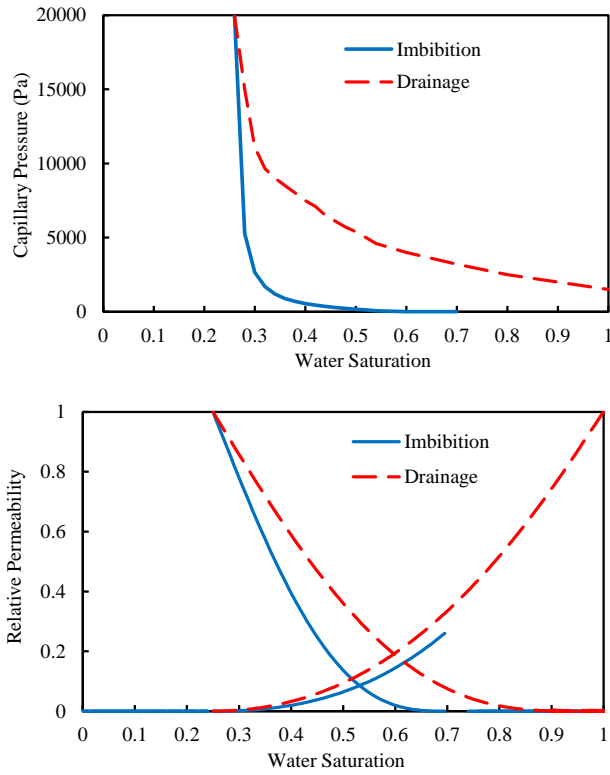 20000
15000
10000
5000
0
Capillary Pressure (Pa)
Imbibition
Drainage
0 0.1 0.2 0.3 0.4 0.5 0.6 0.7 0.8 0.9 1
Water Saturation
1
0.8
0.6
0.4
0.2
0
Relative Permeability
Imbibition
Drainage
0 0.1 0.2 0.3 0.4 0.5 0.6 0.7 0.8 0.9 1
Water Saturation